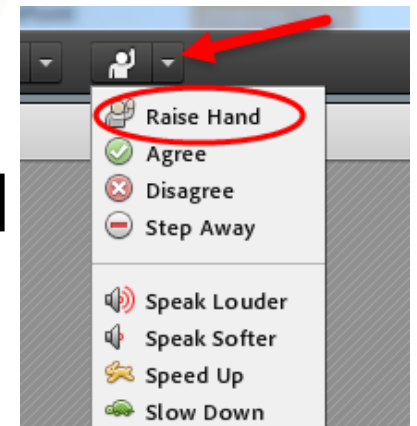 Raise Hand
Agree
Disagree
Step Away
Speak Louder
Speak Softer
Speed Up
Slow Down